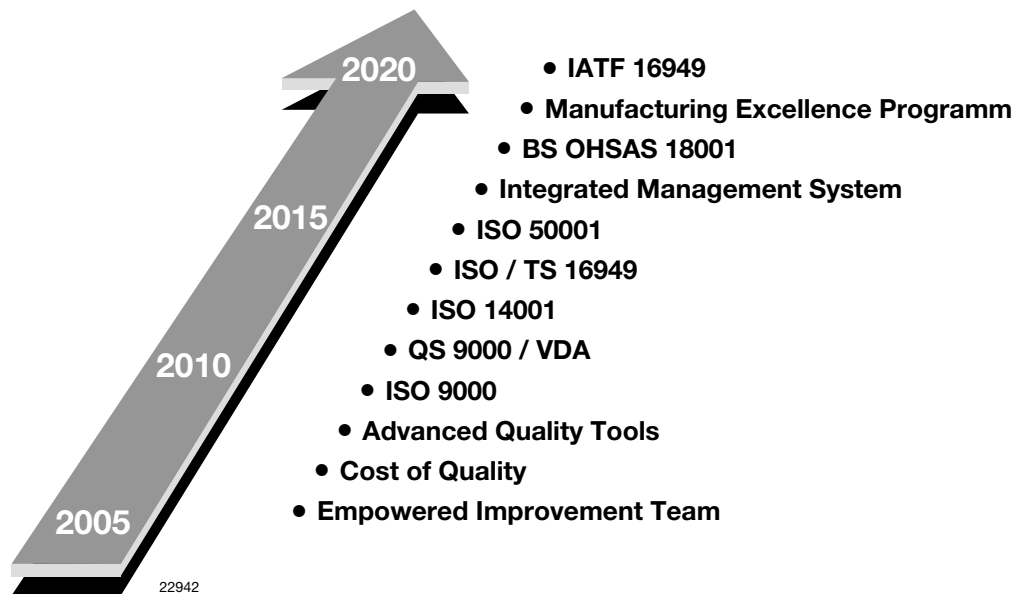 2020
• IATF 16949
• Manufacturing Excellence Programm
• BS OHSAS 18001
• Integrated Management System
2015
• ISO 50001
• ISO / TS 16949
• ISO 14001
• QS 9000 / VDA
2010
• ISO 9000
• Advanced Quality Tools
• Cost of Quality
• Empowered Improvement Team
2005
22942